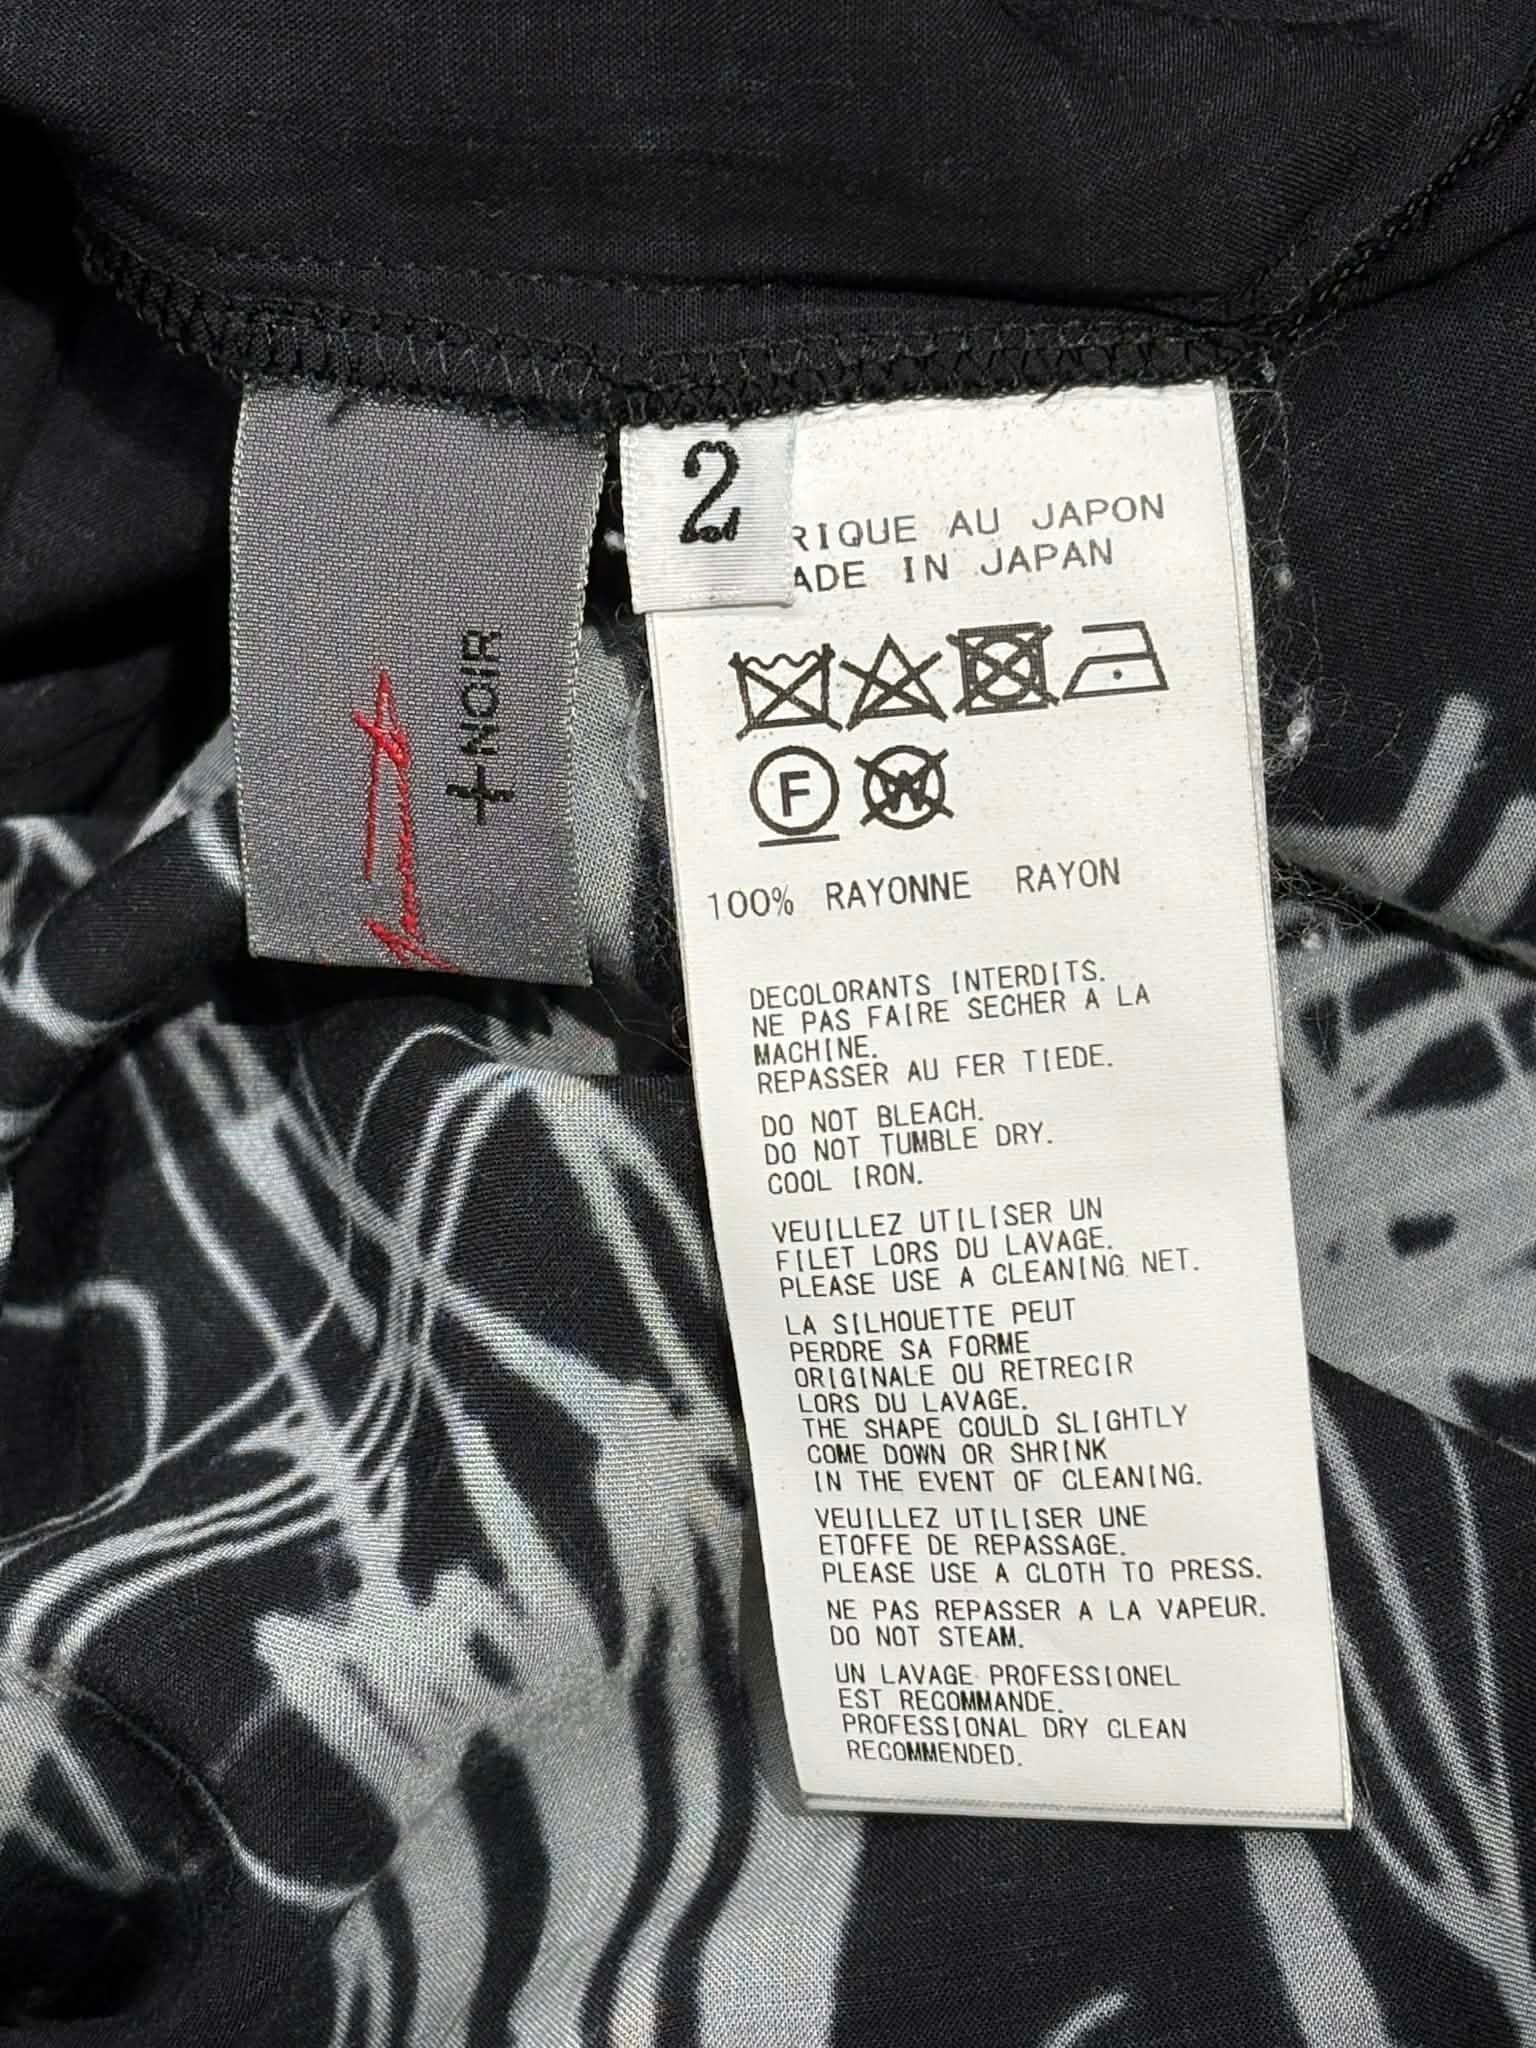 +NOIR
2
RIQUE AU JAPON
ADE IN JAPAN
F
W
100% RAYONNE RAYON
DECOLORANTS INTERDITS.
NE PAS FAIRE SECHER A LA
MACHINE.
REPASSER AU FER TIEDE.
DO NOT BLEACH.
DO NOT TUMBLE DRY.
COOL IRON.
VEUILLEZ UTILISER UN
FILET LORS DU LAVAGE.
PLEASE USE A CLEANING NET.
LA SILHOUETTE PEUT
PERDRE SA FORME
ORIGINALE OU RETRECIR
LORS DU LAVAGE.
THE SHAPE COULD SLIGHTLY
COME DOWN OR SHRINK
IN THE EVENT OF CLEANING.
VEUILLEZ UTILISER UNE
ETOFFE DE REPASSAGE.
PLEASE USE A CLOTH TO PRESS.
NE PAS REPASSER A LA VAPEUR.
DO NOT STEAM.
UN LAVAGE PROFESSIONEL
EST RECOMMANDE.
PROFESSIONAL DRY CLEAN
RECOMMENDED.